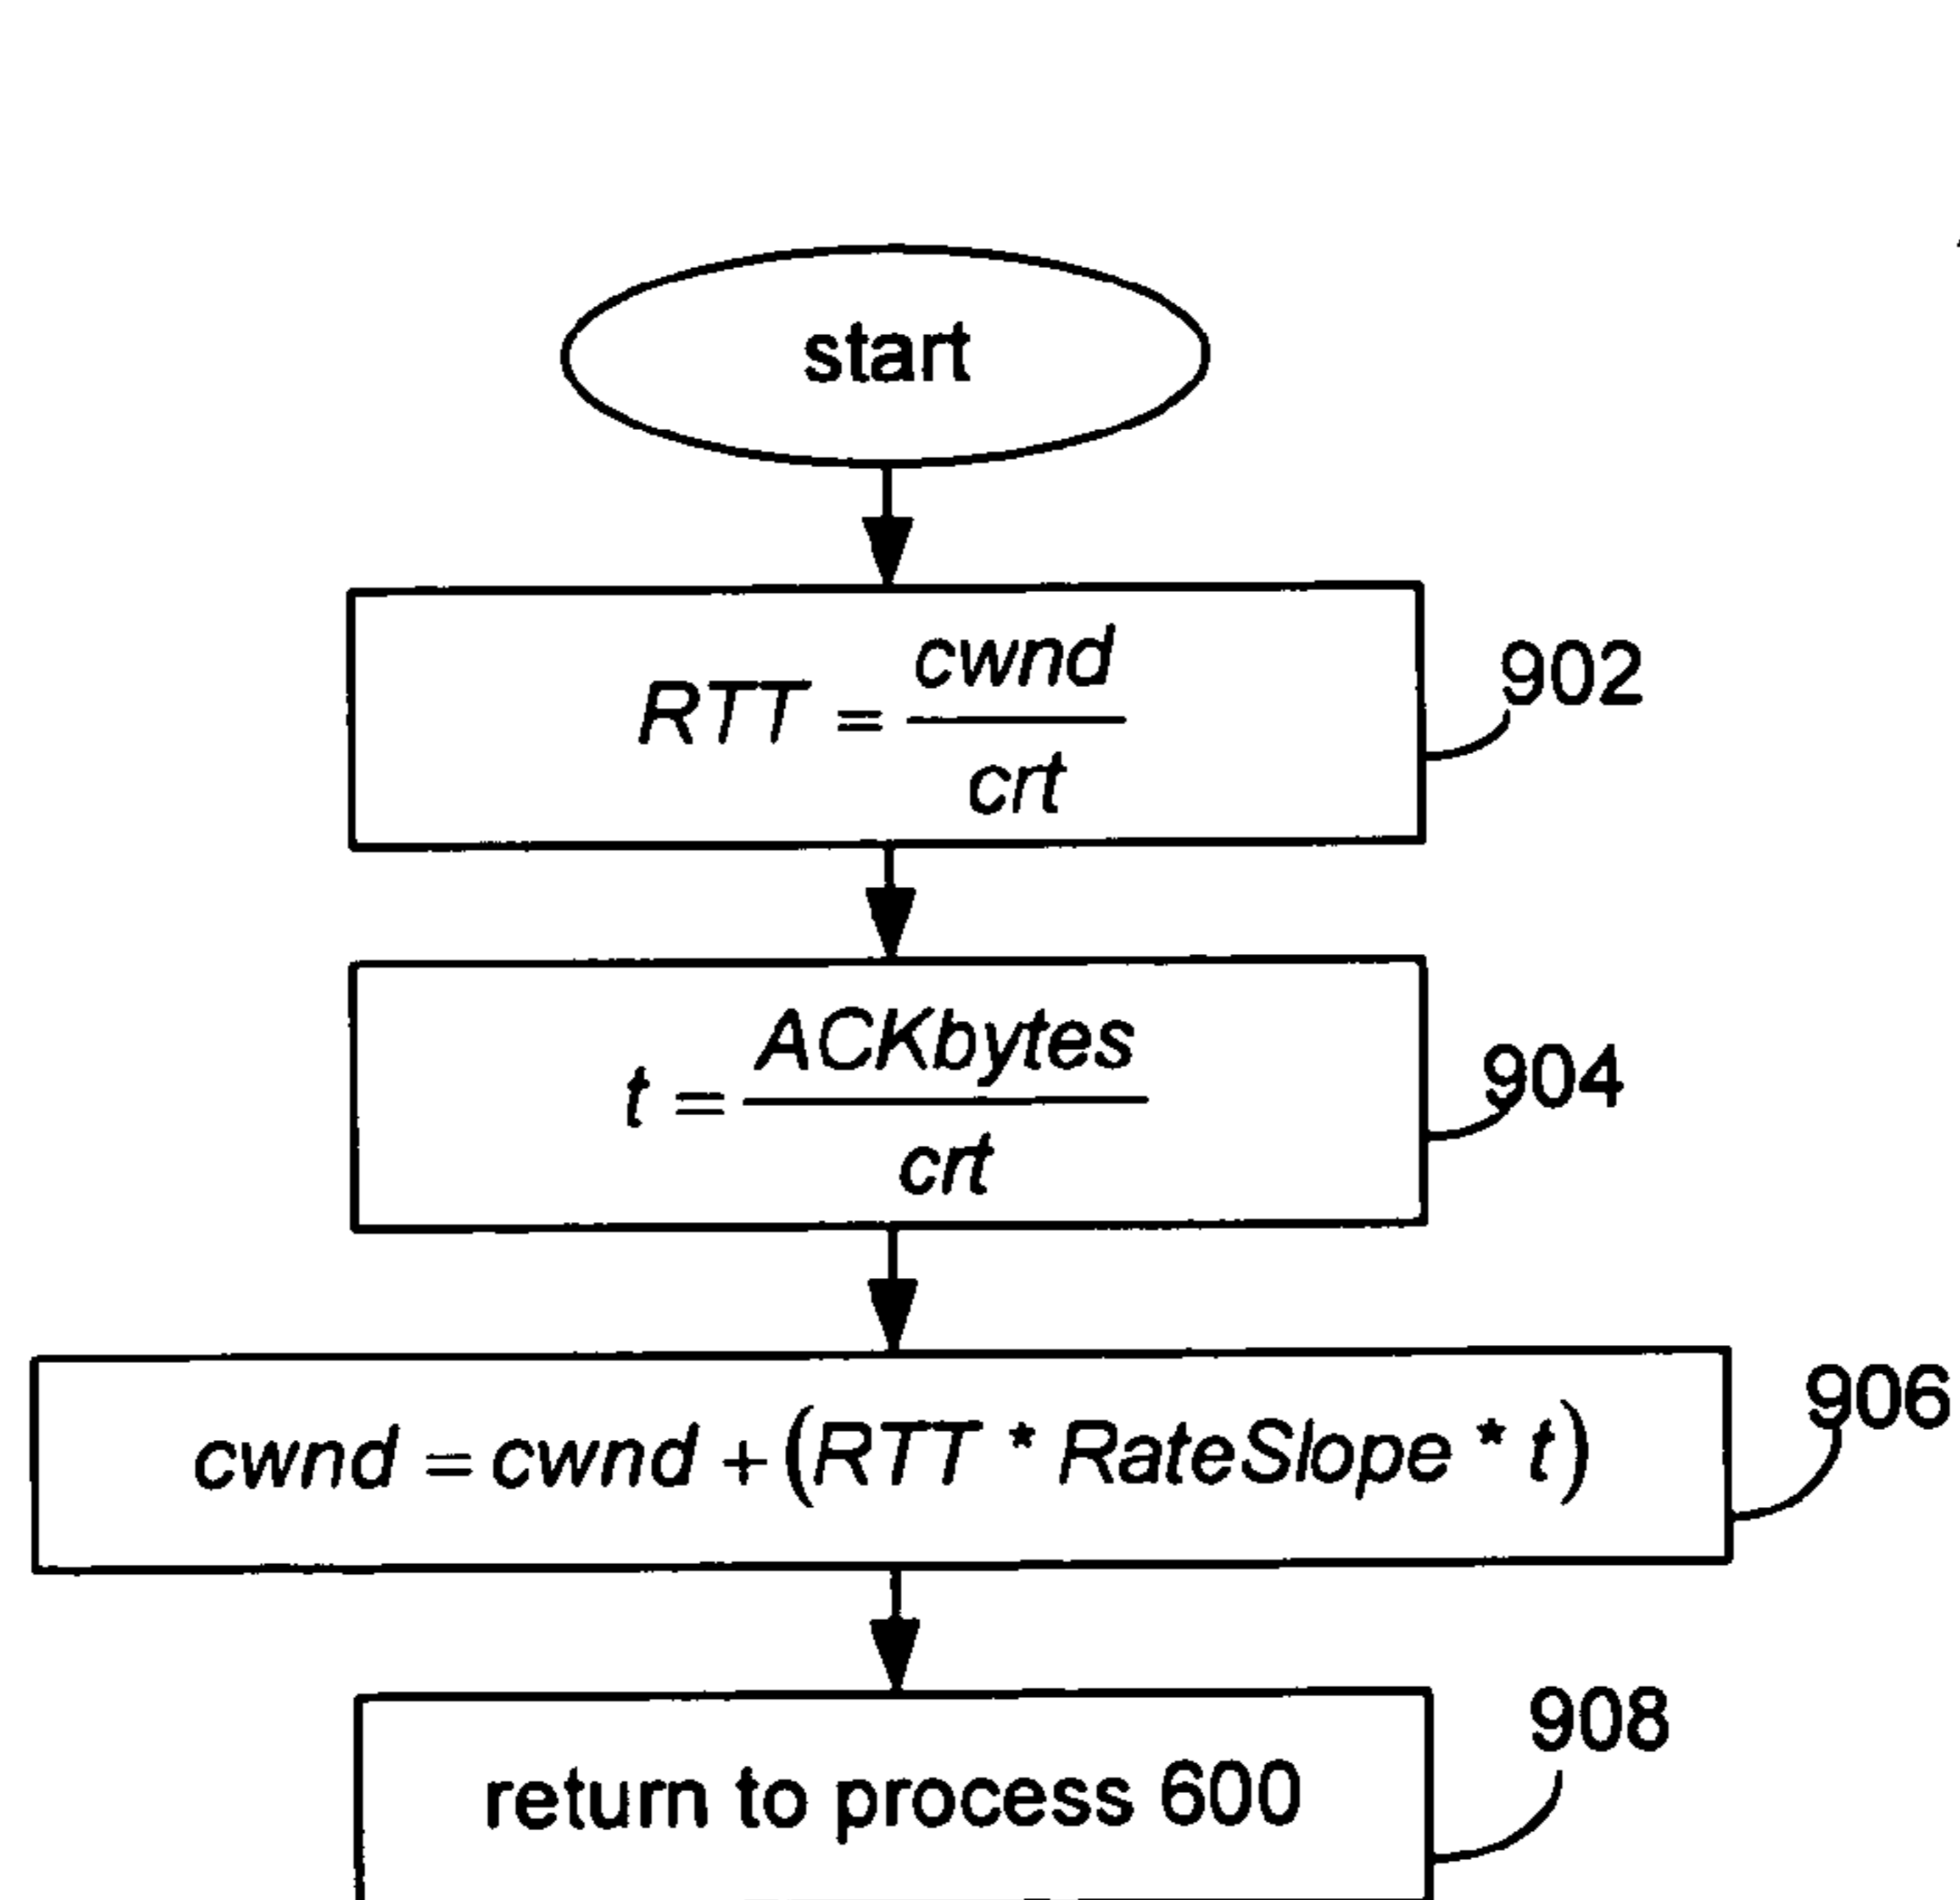 start
RTT = cwnd / crt
902
t = ACKbytes / crt
904
cwnd = cwnd + (RTT * RateSlope * t)
906
return to process 600
908